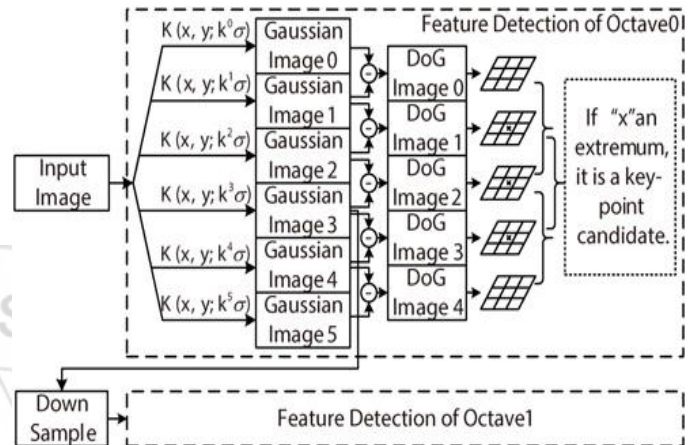 Feature Detection of Octave0
K (x, y; k⁰σ)
K (x, y; k¹σ)
K (x, y; k²σ)
K (x, y; k³σ)
K (x, y; k⁴σ)
K (x, y; k⁵σ)
Input
Image
Gaussian
Image 0
Gaussian
Image 1
Gaussian
Image 2
Gaussian
Image 3
Gaussian
Image 4
Gaussian
Image 5
-
-
-
-
-
DoG
Image 0
DoG
Image 1
DoG
Image 2
DoG
Image 3
DoG
Image 4
x
x
x
If "x"an
extremum,
it is a key-
point
candidate.
Down
Sample
Feature Detection of Octave1